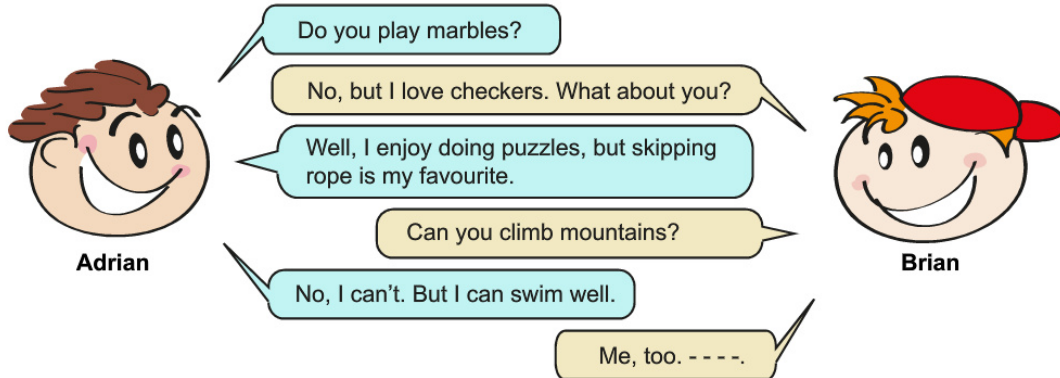 Do you play marbles?
No, but I love checkers. What about you?
Well, I enjoy doing puzzles, but skipping
rope is my favourite.
Can you climb mountains?
Adrian
Brian
No, I can’t. But I can swim well.
Me, too. - - - -.